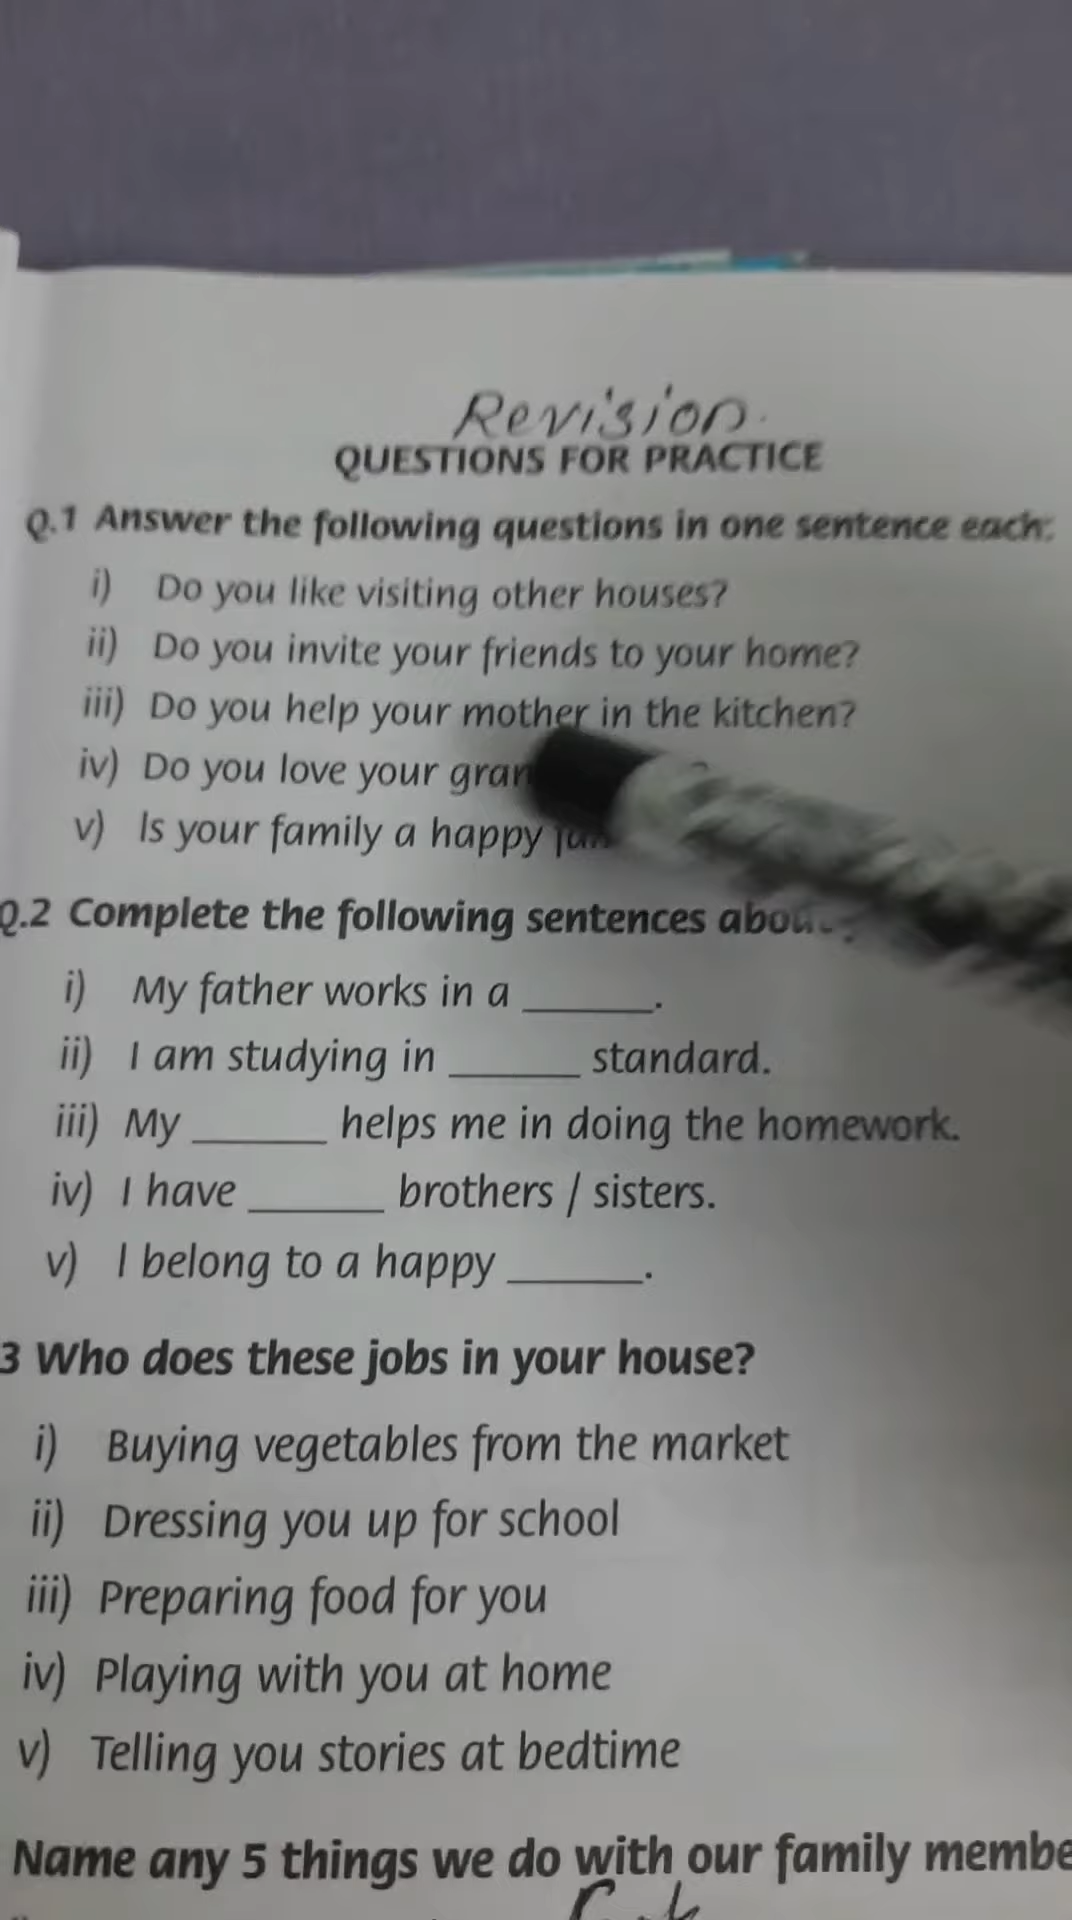 Revision
QUESTIONS FOR PRACTICE
Q.1 Answer the following questions in one sentence each:
i) Do you like visiting other houses?
ii) Do you invite your friends to your home?
iii) Do you help your mother in the kitchen?
iv) Do you love your
v) Is your family a happy
Q.2 Complete the following sentences
i) My father works in a ______.
ii) I am studying in ______ standard.
iii) My ______ helps me in doing the homework.
iv) I have ______ brothers / sisters.
v) I belong to a happy ______.
3 Who does these jobs in your house?
i) Buying vegetables from the market
ii) Dressing you up for school
iii) Preparing food for you
iv) Playing with you at home
v) Telling you stories at bedtime
Name any 5 things we do with our family